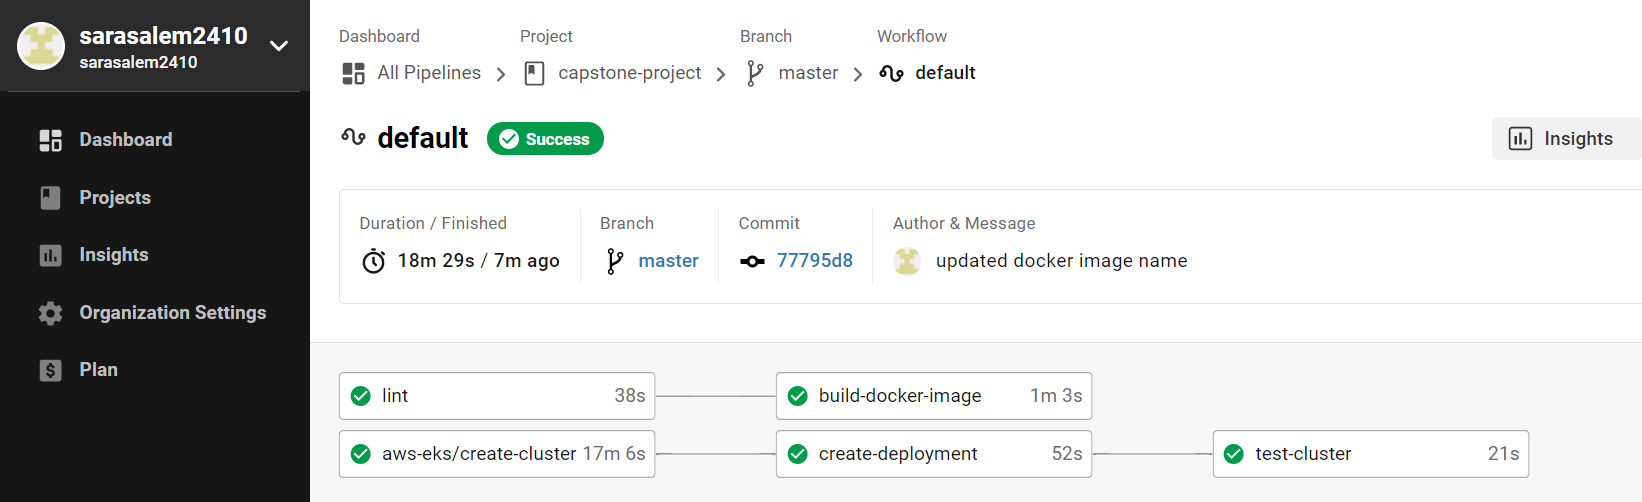 sarasalem2410
sarasalem2410
Dashboard
Projects
Insights
Organization Settings
Plan
Dashboard Project Branch Workflow
All Pipelines capstone-project master default
default Success
Insights
Duration / Finished Branch Commit Author & Message
18m 29s / 7m ago master 77795d8 updated docker image name
lint 38s build-docker-image 1m 3s
aws-eks/create-cluster 17m 6s create-deployment 52s test-cluster 21s